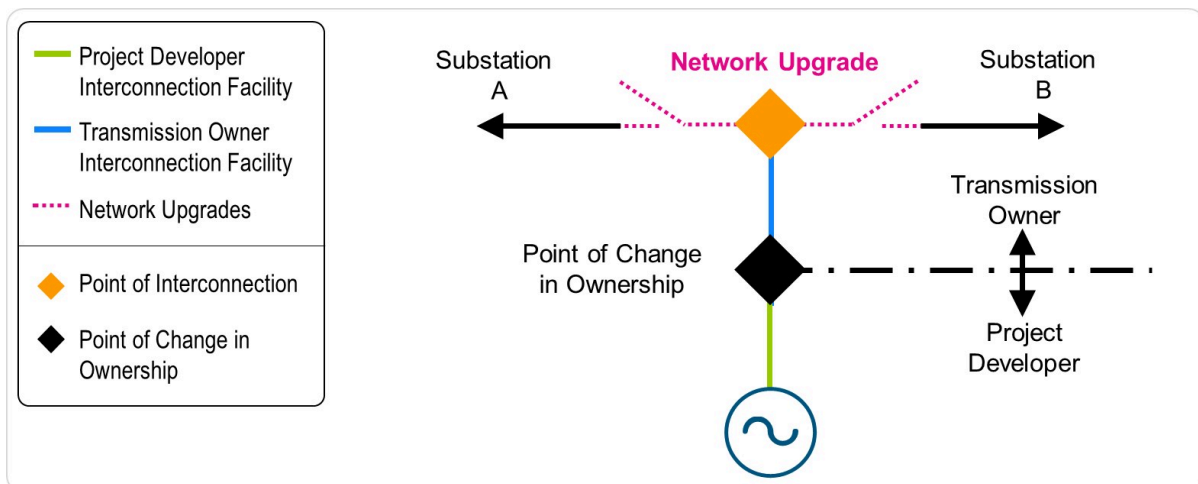 Project Developer
Interconnection Facility
Transmission Owner
Interconnection Facility
Network Upgrades
Point of Interconnection
Point of Change in
Ownership
Substation
A
Network Upgrade
Substation
B
Transmission
Owner
Point of Change
in Ownership
Project
Developer